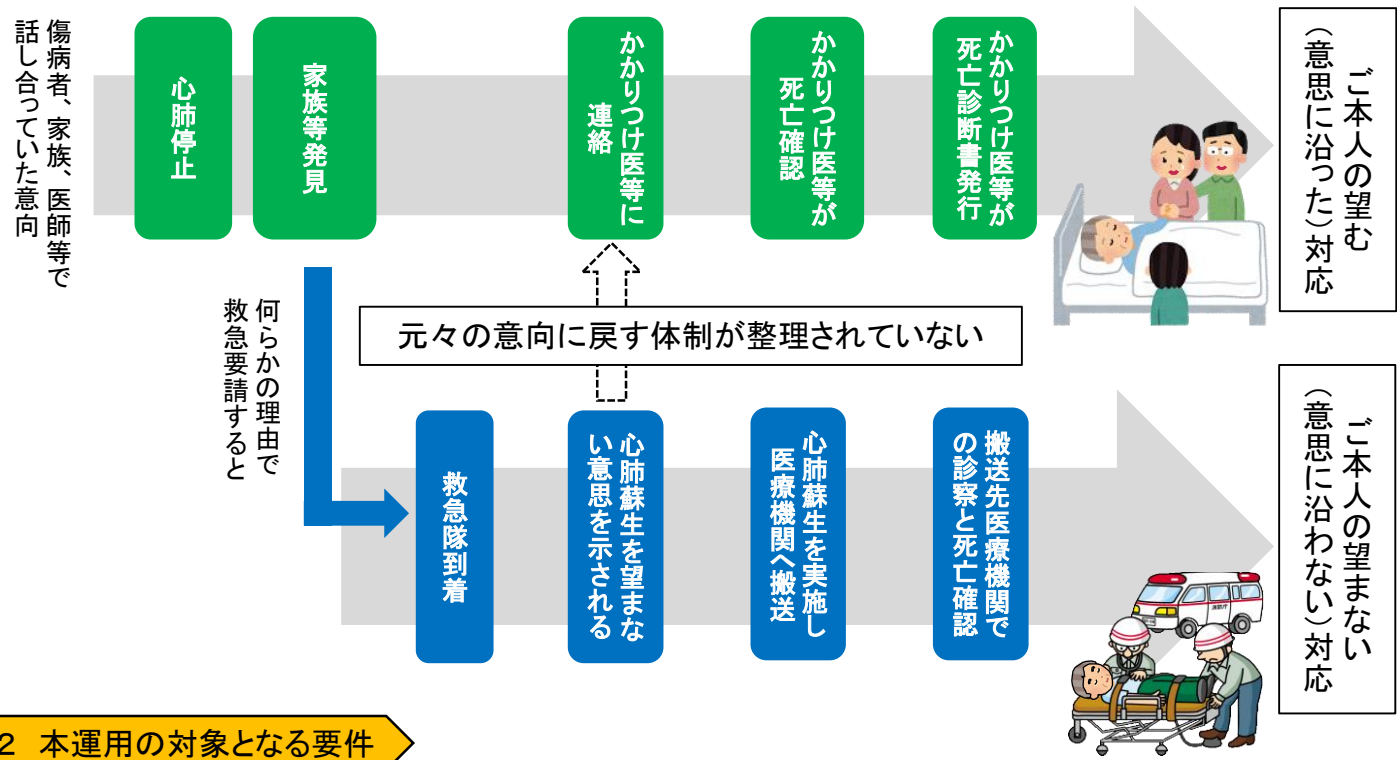 傷病者、家族、医師等で
話し合っていた意向
心肺停止
家族等発見
かかりつけ医等に
連絡
かかりつけ医等が
死亡確認
かかりつけ医等が
死亡診断書発行
ご本人の望む
（意思に沿った）対応
何らかの理由で
救急要請すると
元々の意向に戻す体制が整理されていない
救急隊到着
心肺蘇生を望まな
い意思を示される
心肺蘇生を実施し
医療機関へ搬送
搬送先医療機関で
の診察と死亡確認
ご本人の望まない
（意思に沿わない）対応
2 本運用の対象となる要件